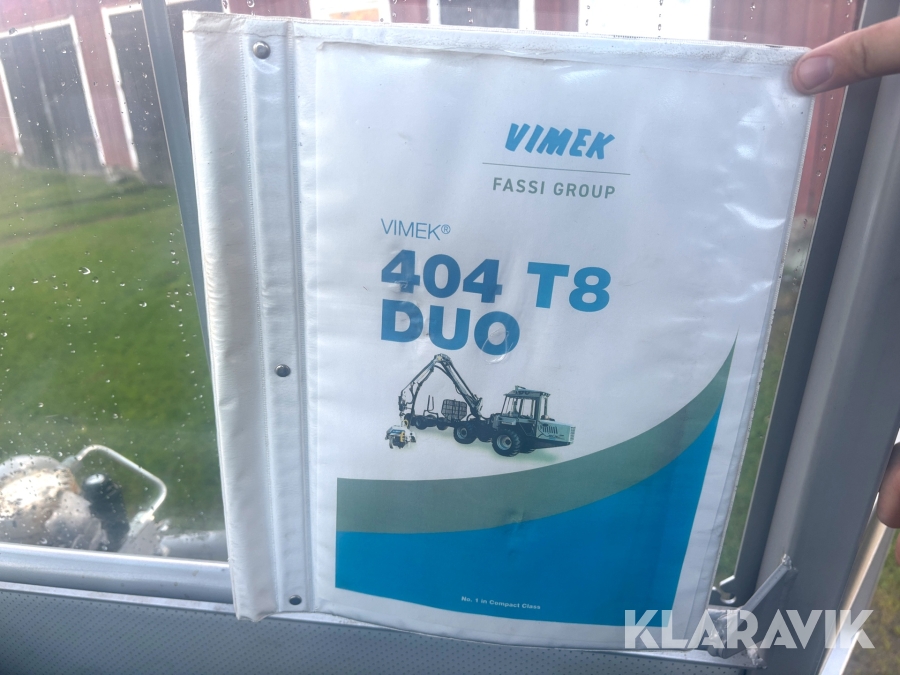 VIMEK
FASSI GROUP
VIMEK®
404 T8
DUO
No. 1 in Compact Class
KLARAVIK